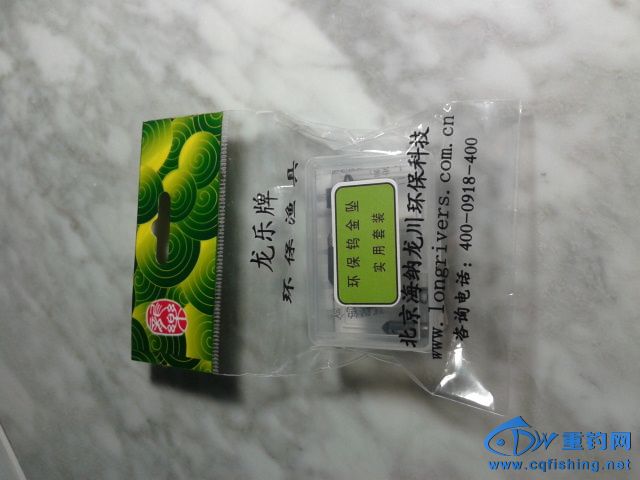 龙乐牌
环保渔具
环保钨金坠
实用套装
北京海纳龙川环保科技
www.longrivers.com.cn
咨询电话：400-0918-400
重钓网
www.cqfishing.net